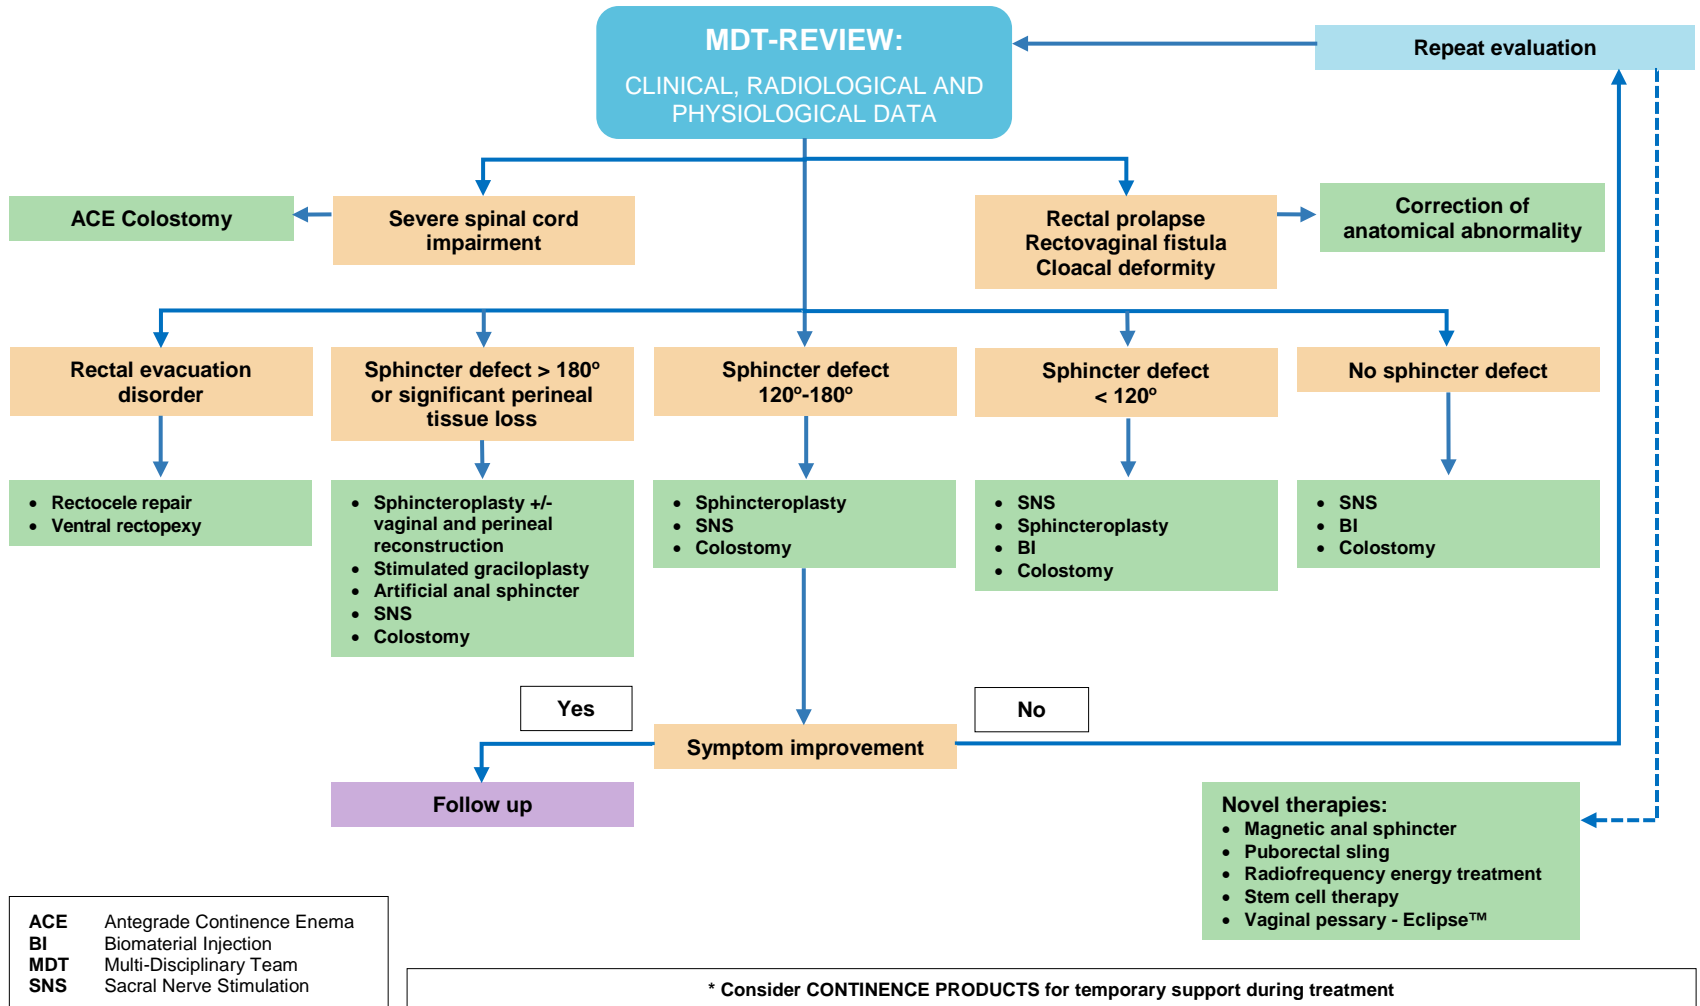 MDT-REVIEW:
CLINICAL, RADIOLOGICAL AND
PHYSIOLOGICAL DATA
Repeat evaluation
ACE Colostomy
Severe spinal cord
impairment
Rectal prolapse
Rectovaginal fistula
Cloacal deformity
Correction of
anatomical abnormality
Rectal evacuation
disorder
Sphincter defect > 180º
or significant perineal
tissue loss
Sphincter defect
120º-180º
Sphincter defect
< 120º
No sphincter defect
• Rectocele repair
• Ventral rectopexy
• Sphincteroplasty +/-
vaginal and perineal
reconstruction
• Stimulated graciloplasty
• Artificial anal sphincter
• SNS
• Colostomy
• Sphincteroplasty
• SNS
• Colostomy
• SNS
• Sphincteroplasty
• BI
• Colostomy
• SNS
• BI
• Colostomy
Yes
No
Symptom improvement
Follow up
Novel therapies:
• Magnetic anal sphincter
• Puborectal sling
• Radiofrequency energy treatment
• Stem cell therapy
• Vaginal pessary - Eclipse™
ACE Antegrade Continence Enema
BI Biomaterial Injection
MDT Multi-Disciplinary Team
SNS Sacral Nerve Stimulation
* Consider CONTINENCE PRODUCTS for temporary support during treatment